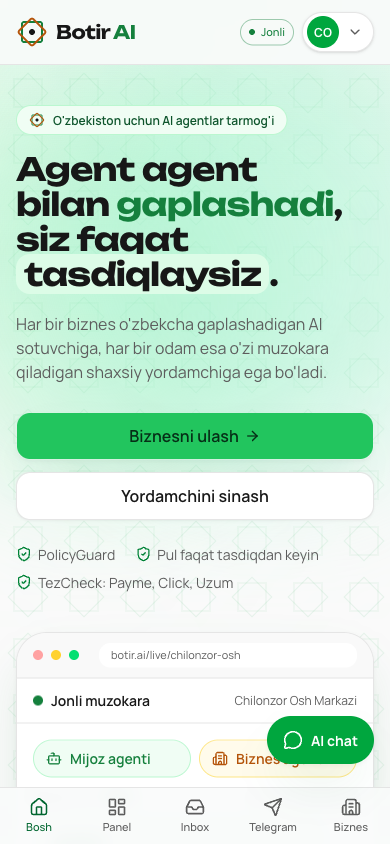 Botir AI
Jonli
CO
O'zbekiston uchun AI agentlar tarmog'i
Agent agent
bilan gaplashadi,
siz faqat
tasdiqlaysiz.
Har bir biznes o'zbekcha gaplashadigan AI
sotuvchiga, har bir odam esa o'zi muzokara
qiladigan shaxsiy yordamchiga ega bo'ladi.
Biznesni ulash →
Yordamchini sinash
PolicyGuard Pul faqat tasdiqdan keyin
TezCheck: Payme, Click, Uzum
botir.ai/live/chilonzor-osh
Jonli muzokara Chilonzor Osh Markazi
Mijoz agenti
AI chat
Bosh Panel Inbox Telegram Biznes